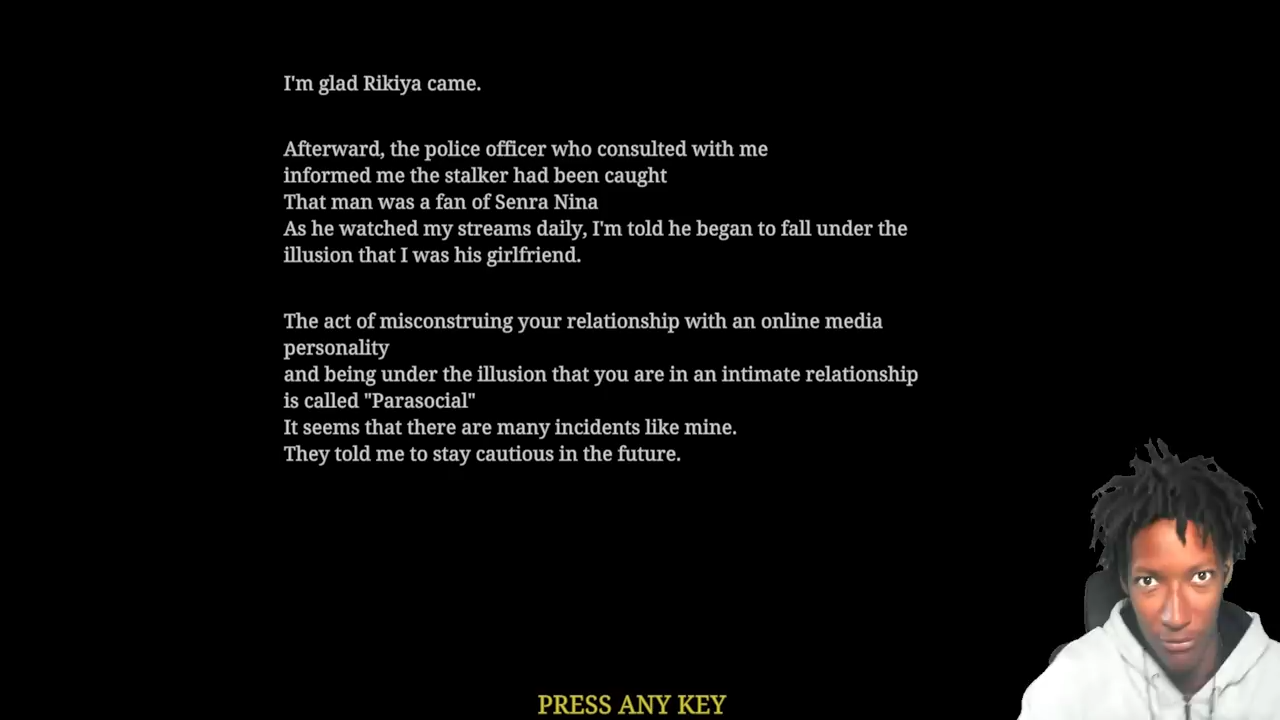 I'm glad Rikiya came.
Afterward, the police officer who consulted with me
informed me the stalker had been caught
That man was a fan of Senra Nina
As he watched my streams daily, I'm told he began to fall under the
illusion that I was his girlfriend.
The act of misconstruing your relationship with an online media
personality
and being under the illusion that you are in an intimate relationship
is called "Parasocial"
It seems that there are many incidents like mine.
They told me to stay cautious in the future.
PRESS ANY KEY